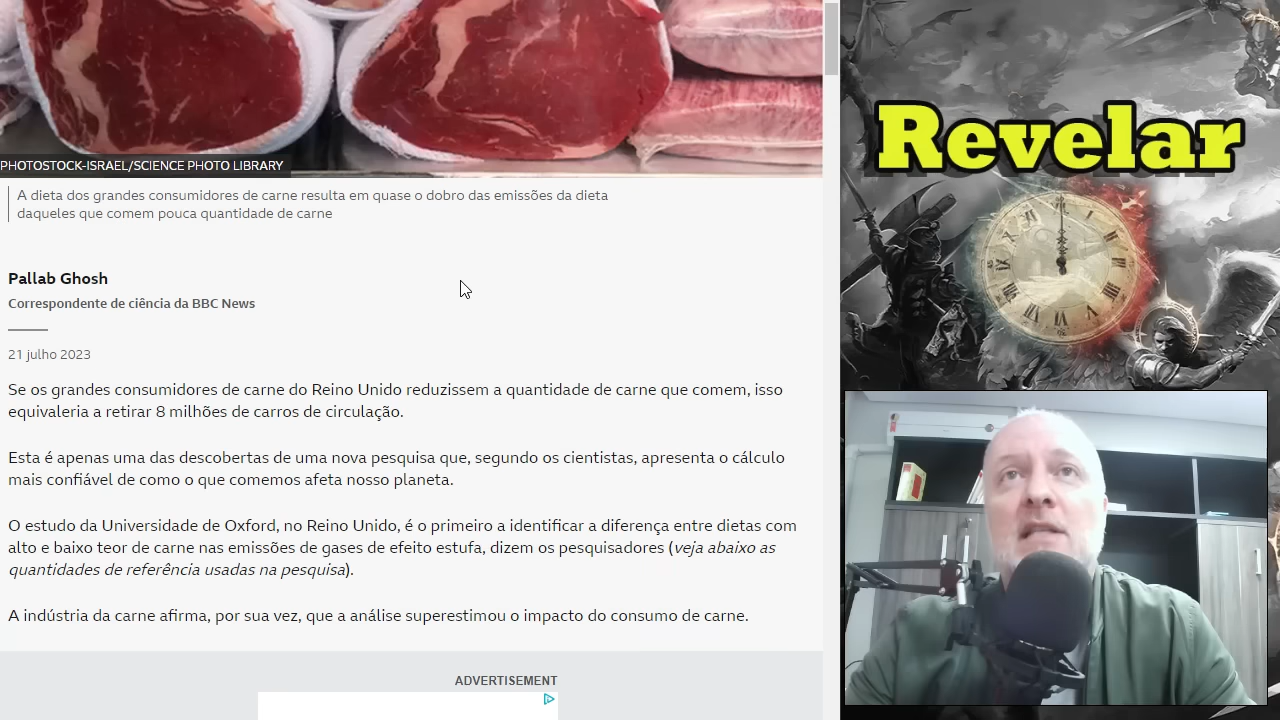 PHOTOSTOCK-ISRAEL/SCIENCE PHOTO LIBRARY
A dieta dos grandes consumidores de carne resulta em quase o dobro das emissões da dieta
daqueles que comem pouca quantidade de carne
Pallab Ghosh
Correspondente de ciência da BBC News
21 julho 2023
Se os grandes consumidores de carne do Reino Unido reduzissem a quantidade de carne que comem, isso
equivaleria a retirar 8 milhões de carros de circulação.
Esta é apenas uma das descobertas de uma nova pesquisa que, segundo os cientistas, apresenta o cálculo
mais confiável de como o que comemos afeta nosso planeta.
O estudo da Universidade de Oxford, no Reino Unido, é o primeiro a identificar a diferença entre dietas com
alto e baixo teor de carne nas emissões de gases de efeito estufa, dizem os pesquisadores (veja abaixo as
quantidades de referência usadas na pesquisa).
A indústria da carne afirma, por sua vez, que a análise superestimou o impacto do consumo de carne.
ADVERTISEMENT
Revelar